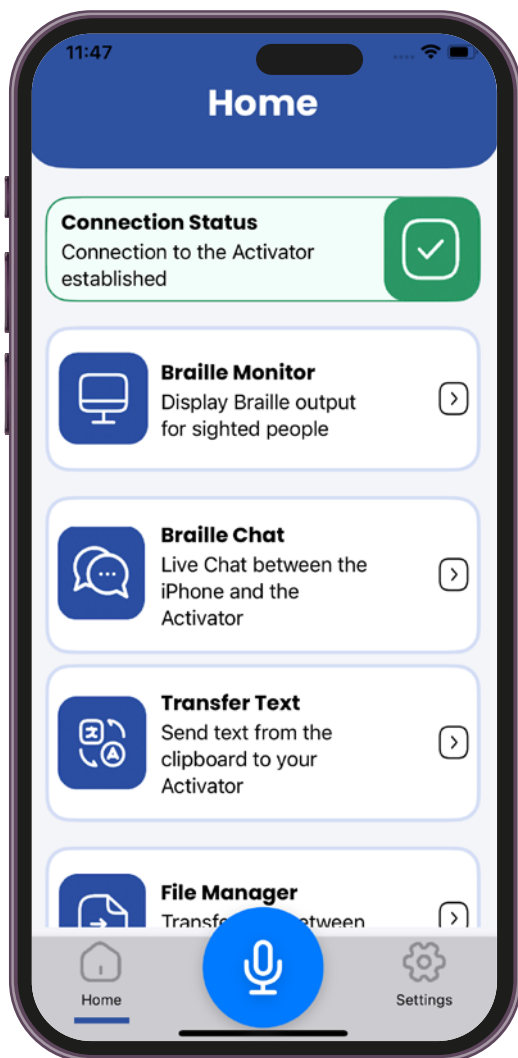 11:47
Home
Connection Status
Connection to the Activator
established
Braille Monitor
Display Braille output
for sighted people
Braille Chat
Live Chat between the
iPhone and the
Activator
Transfer Text
Send text from the
clipboard to your
Activator
File Manager
Home
Settings